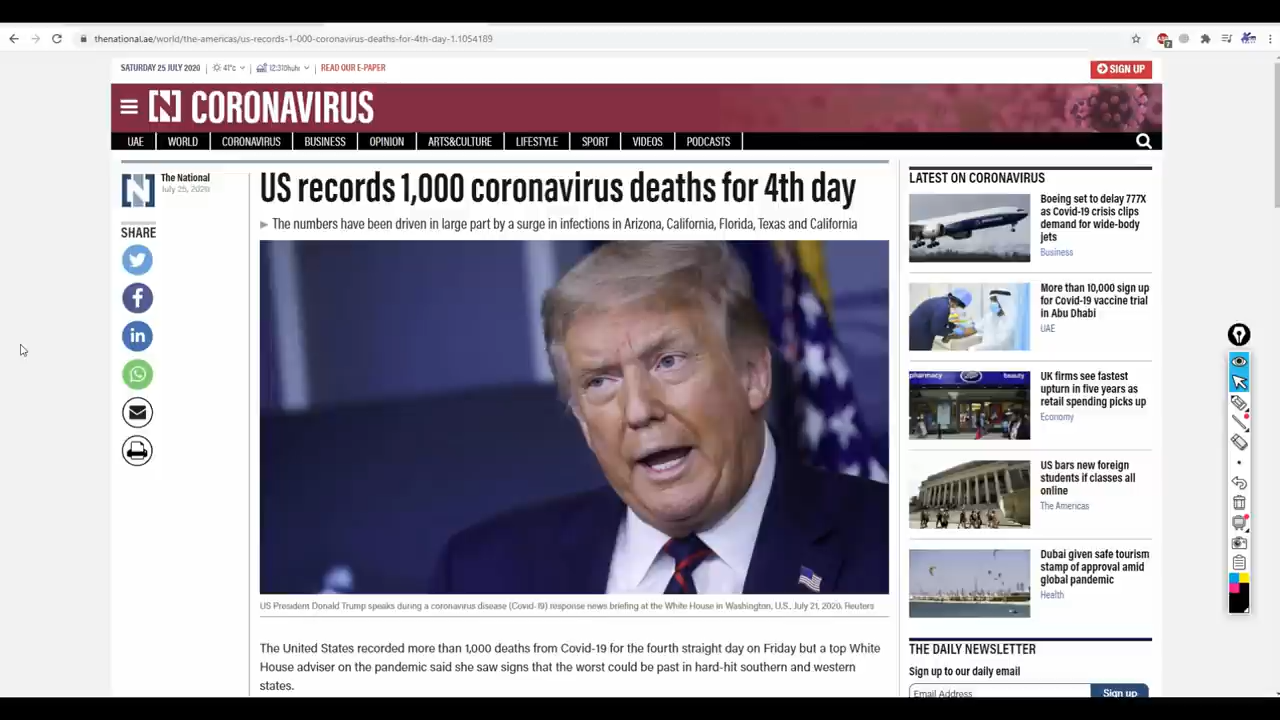 thenational.ae/world/the-americas/us-records-1-000-coronavirus-deaths-for-4th-day-1.1054189
SATURDAY 25 JULY 2020
41°c
READ OUR E-PAPER
SIGN UP
N CORONAVIRUS
UAE WORLD CORONAVIRUS BUSINESS OPINION ARTS&CULTURE LIFESTYLE SPORT VIDEOS PODCASTS
The National
July 25, 2020
SHARE
US records 1,000 coronavirus deaths for 4th day
The numbers have been driven in large part by a surge in infections in Arizona, California, Florida, Texas and California
US President Donald Trump speaks during a coronavirus disease (Covid-19) response news briefing at the White House in Washington, U.S., July 21, 2020. Reuters
The United States recorded more than 1,000 deaths from Covid-19 for the fourth straight day on Friday but a top White
House adviser on the pandemic said she saw signs that the worst could be past in hard-hit southern and western
states.
LATEST ON CORONAVIRUS
Boeing set to delay 777X
as Covid-19 crisis clips
demand for wide-body
jets
Business
More than 10,000 sign up
for Covid-19 vaccine trial
in Abu Dhabi
UAE
pharmacy beauty
UK firms see fastest
upturn in five years as
retail spending picks up
Economy
US bars new foreign
students if classes all
online
The Americas
Dubai given safe tourism
stamp of approval amid
global pandemic
Health
THE DAILY NEWSLETTER
Sign up to our daily email
Email Address
Sign up